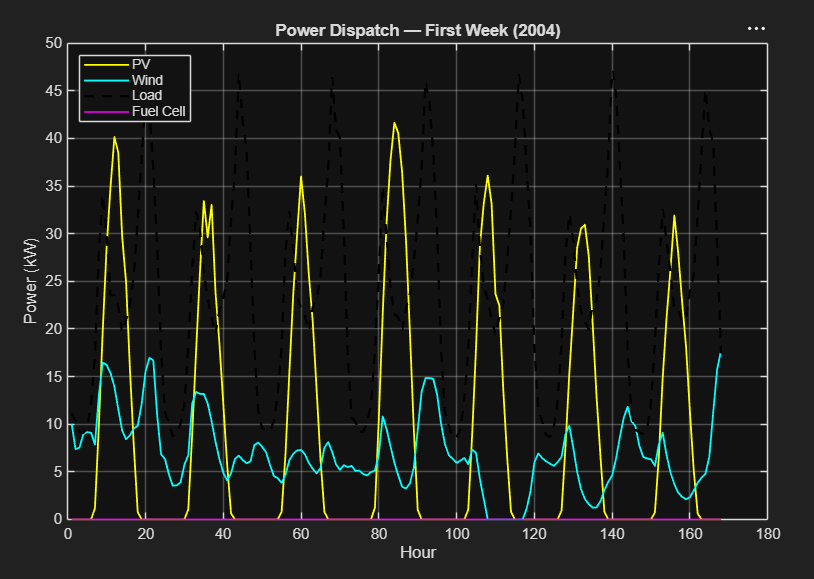 Power Dispatch — First Week (2004)
50
45
40
35
30
25
20
15
10
5
0
Power (kW)
PV
Wind
Load
Fuel Cell
0 20 40 60 80 100 120 140 160 180
Hour